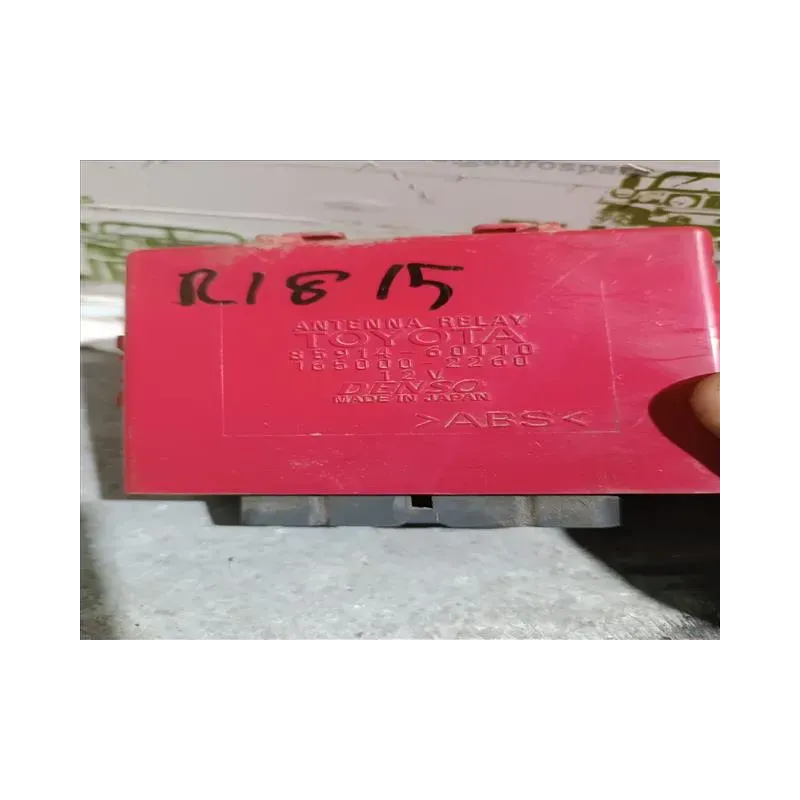 R1815
ANTENNA RELAY
TOYOTA
85914-60110
165000-2260
12V
DENSO
MADE IN JAPAN
>ABS<